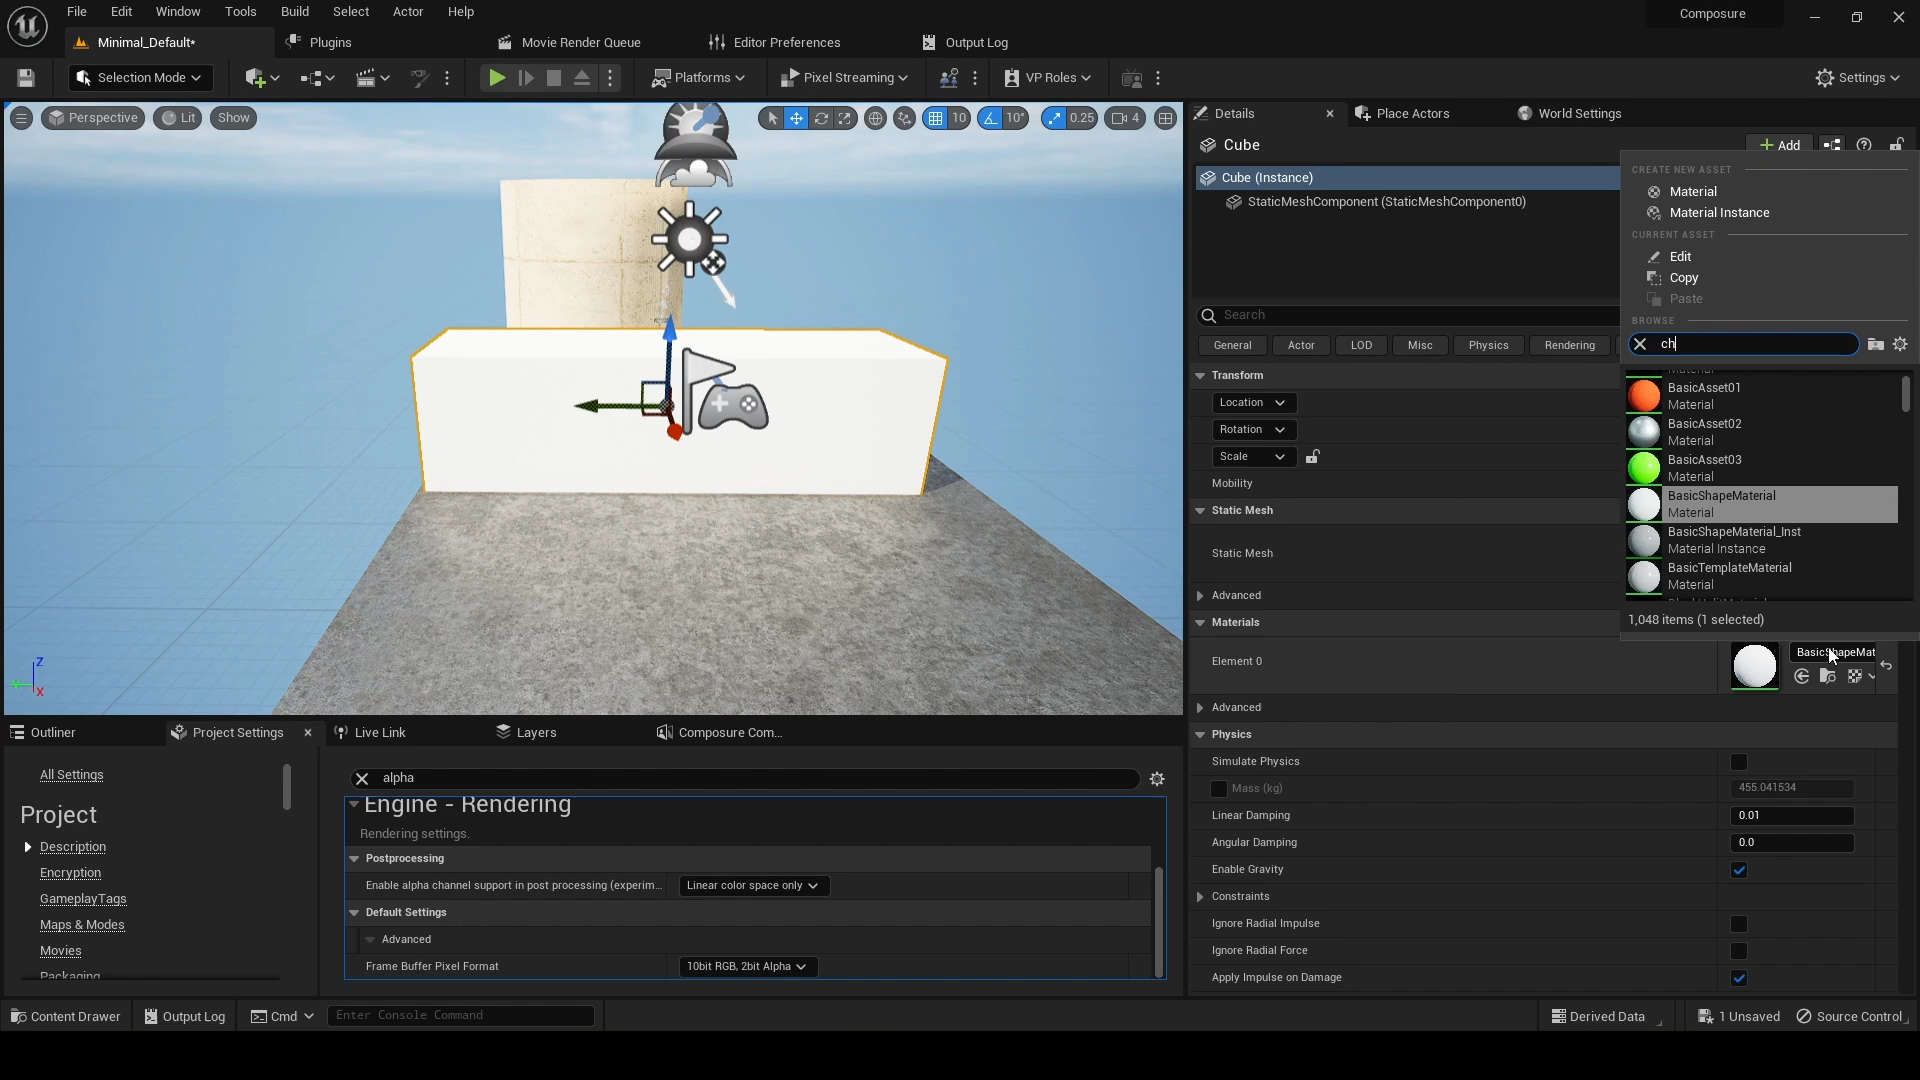 File Edit Window Tools Build Select Actor Help
Composure
Minimal_Default*
Plugins
Movie Render Queue
Editor Preferences
Output Log
Selection Mode
Platforms
Pixel Streaming
VP Roles
Settings
Perspective
Lit
Show
10
10°
0.25
4
Details
Place Actors
World Settings
Cube
Add
Cube (Instance)
StaticMeshComponent (StaticMeshComponent0)
CREATE NEW ASSET
Material
Material Instance
CURRENT ASSET
Edit
Copy
Paste
BROWSE
ch
BasicAsset01
Material
BasicAsset02
Material
BasicAsset03
Material
BasicShapeMaterial
Material
BasicShapeMaterial_Inst
Material Instance
BasicTemplateMaterial
Material
1,048 items (1 selected)
Search
General
Actor
LOD
Misc
Physics
Rendering
Transform
Location
Rotation
Scale
Mobility
Static Mesh
Static Mesh
Advanced
Materials
Element 0
BasicShapeMat
Advanced
Physics
Simulate Physics
Mass (kg)
455.041534
Linear Damping
0.01
Angular Damping
0.0
Enable Gravity
Constraints
Ignore Radial Impulse
Ignore Radial Force
Apply Impulse on Damage
Z
X
Outliner
Project Settings
Live Link
Layers
Composure Com...
All Settings
Project
Description
Encryption
GameplayTags
Maps & Modes
Movies
Packaging
alpha
Engine - Rendering
Rendering settings.
Postprocessing
Enable alpha channel support in post processing (experim...
Linear color space only
Default Settings
Advanced
Frame Buffer Pixel Format
10bit RGB, 2bit Alpha
Content Drawer
Output Log
Cmd
Enter Console Command
Derived Data
1 Unsaved
Source Control